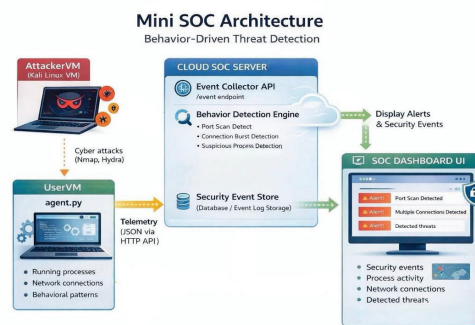 Mini SOC Architecture
Behavior-Driven Threat Detection
AttackerVM
(Kali Linux VM)
Cyber attacks
(Nmap, Hydra)
UserVM
agent.py
• Running processes
• Network connections
• Behavioral patterns
Telemetry
(JSON via
HTTP API)
CLOUD SOC SERVER
Event Collector API
/event endpoint
Behavior Detection Engine
• Port Scan Detect
• Connection Burst Detection
• Suspicious Process Detection
Security Event Store
(Database / Event Log Storage)
Display Alerts
& Security Events
SOC DASHBOARD UI
Alert! Port Scan Detected
Alert! Multiple Connections Detected
Alert! Detected threats
• Security events
• Process activity
• Network connections
• Detected threats